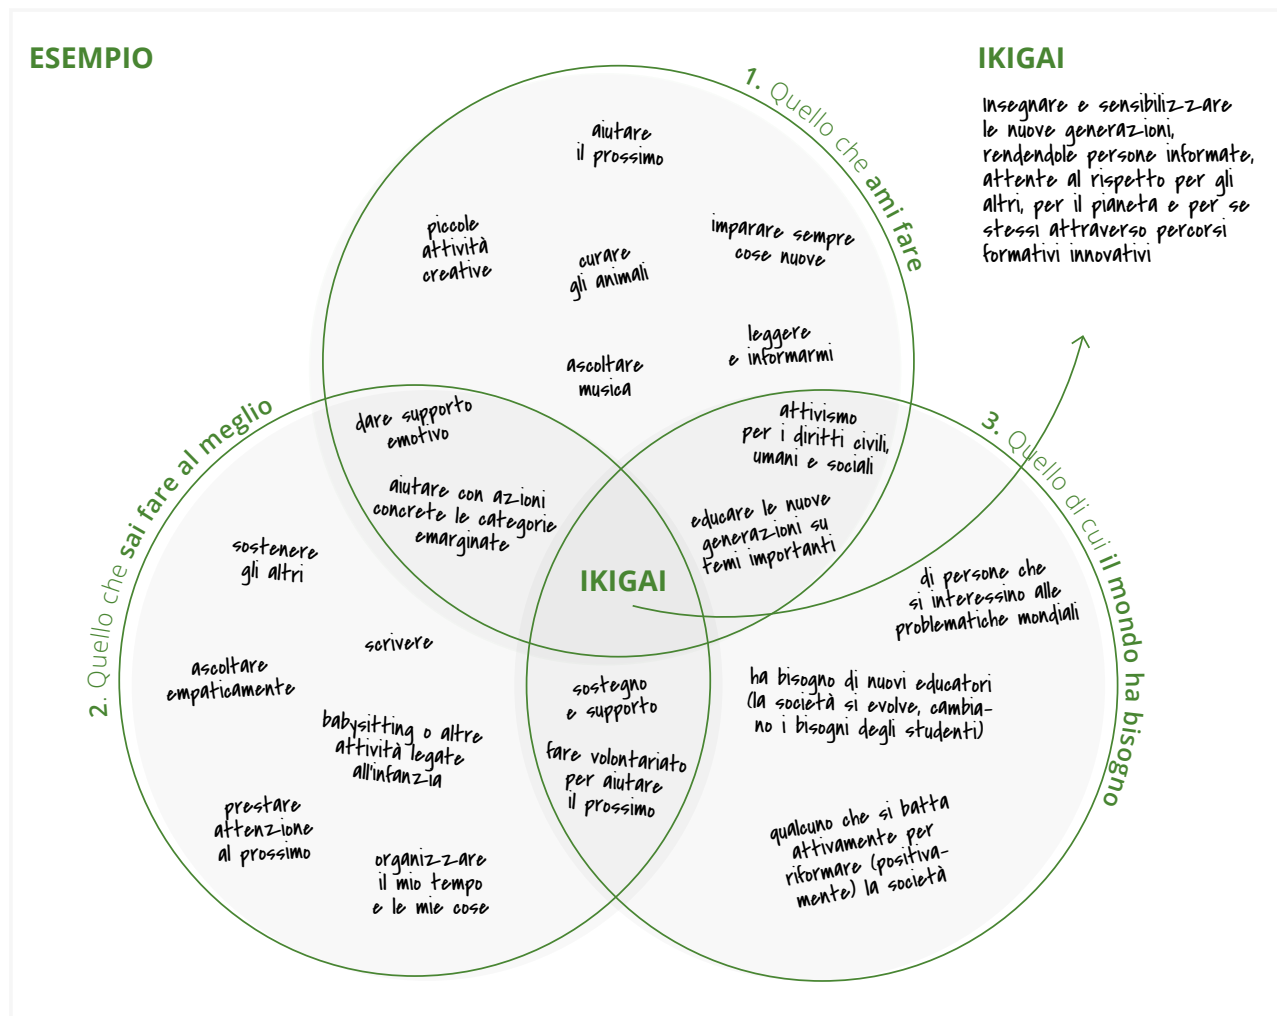 ESEMPIO
IKIGAI
Insegnare e sensibilizzare
le nuove generazioni,
rendendole persone informate,
attente al rispetto per gli
altri, per il pianeta e per se
stessi attraverso percorsi
formativi innovativi
1. Quello che ami fare
aiutare
il prossimo
piccole
attività
creative
curare
gli animali
imparare sempre
cose nuove
leggere
e informarmi
ascoltare
musica
dare supporto
emotivo
aiutare con azioni
concrete le categorie
emarginate
attivismo
per i diritti civili,
umani e sociali
educare le nuove
generazioni su
temi importanti
IKIGAI
2. Quello che sai fare al meglio
sostenere
gli altri
scrivere
ascoltare
empaticamente
babysitting o altre
attività legate
all'infanzia
prestare
attenzione
al prossimo
organizzare
il mio tempo
e le mie cose
sostegno
e supporto
fare volontariato
per aiutare
il prossimo
3. Quello di cui il mondo ha bisogno
di persone che
si interessino alle
problematiche mondiali
ha bisogno di nuovi educatori
(la società si evolve, cambia-
no i bisogni degli studenti)
qualcuno che si batta
attivamente per
riformare (positiva-
mente) la società